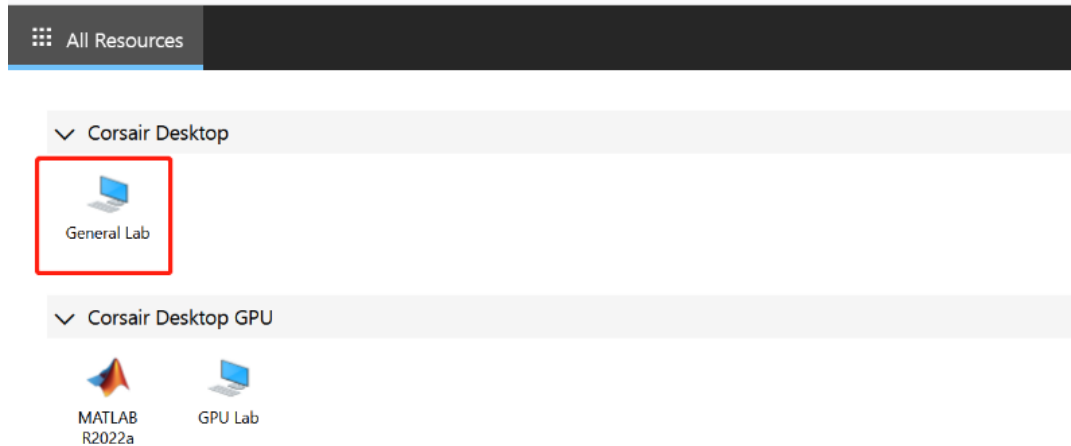 All Resources
Corsair Desktop
General Lab
Corsair Desktop GPU
MATLAB GPU Lab
R2022a